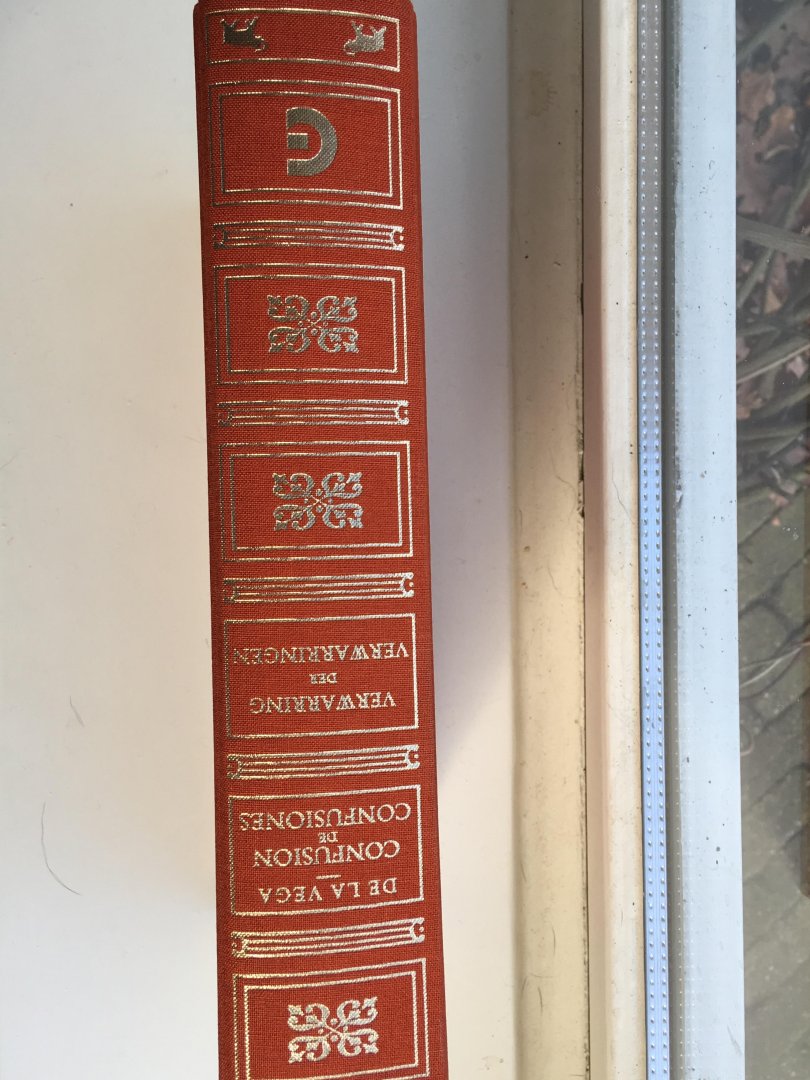 DE LA VEGA
CONFUSION
DE
CONFUSIONES
VERWARRING
DER
VERWARRINGEN